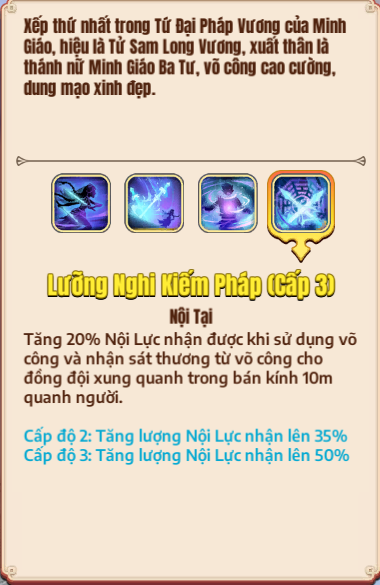 Xếp thứ nhất trong Tứ Đại Pháp Vương của Minh
Giáo, hiệu là Tử Sam Long Vương, xuất thân là
thánh nữ Minh Giáo Ba Tư, võ công cao cường,
dung mạo xinh đẹp.
Lưỡng Nghi Kiếm Pháp (Cấp 3)
Nội Tại
Tăng 20% Nội Lực nhận được khi sử dụng võ
công và nhận sát thương từ võ công cho
đồng đội xung quanh trong bán kính 10m
quanh người.
Cấp độ 2: Tăng lượng Nội Lực nhận lên 35%
Cấp độ 3: Tăng lượng Nội Lực nhận lên 50%